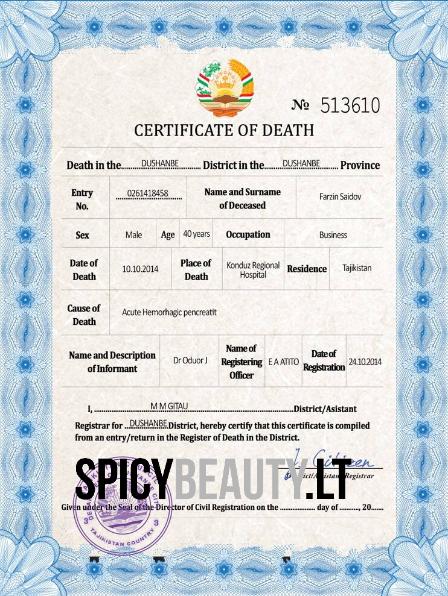 № 513610
CERTIFICATE OF DEATH
Death in the DUSHANBE District in the DUSHANBE Province
Entry No. 0261418458 Name and Surname of Deceased Farzin Saidov
Sex Male Age 40 years Occupation Business
Date of Death 10.10.2014 Place of Death Konduz Regional Hospital Residence Tajikistan
Cause of Death Acute Hemorhagic pencreatit
Name and Description of Informant Dr Oduor J Name of Registering Officer E A ATITO Date of Registration 24.10.2014
I, M M GITAU District/Asistant
Registrar for DUSHANBE District, hereby certify that this certificate is compiled
from an entry/return in the Register of Death in the District.
SPICYBEAUTY.LT
District/Asistant Registrar
Given under the Seal of the Director of Civil Registration on the ............... day of ........., 20.....
TAJIKISTAN COUNTRY